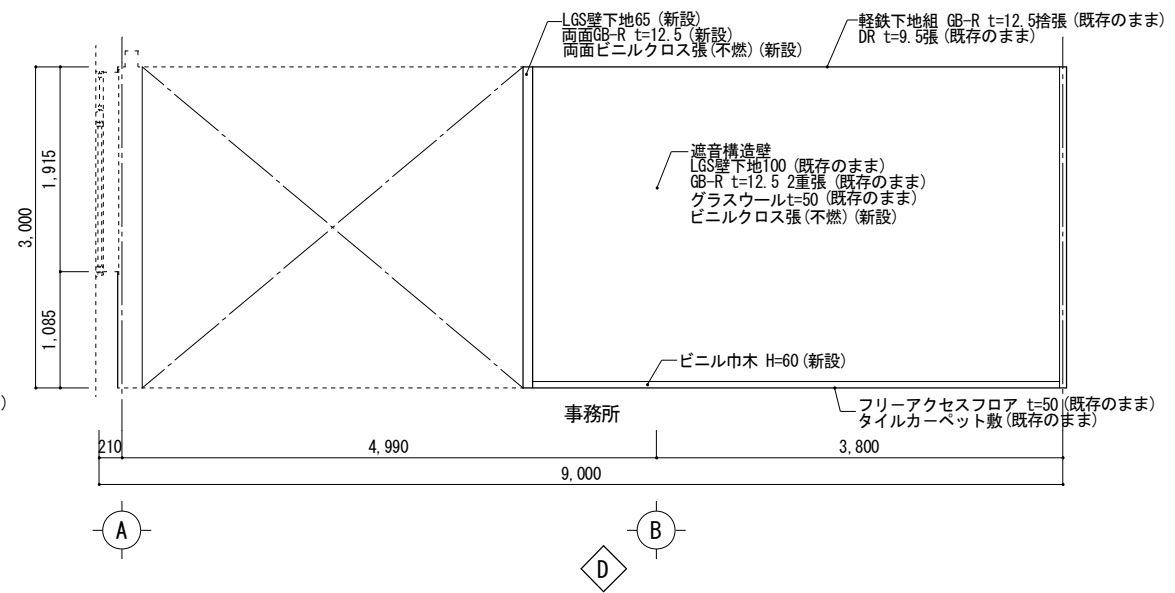 LGS壁下地65 (新設)
両面GB-R t=12.5 (新設)
両面ビニルクロス張(不燃) (新設)
軽鉄下地組 GB-R t=12.5捨張 (既存のまま)
DR t=9.5張 (既存のまま)
遮音構造壁
LGS壁下地100 (既存のまま)
GB-R t=12.5 2重張 (既存のまま)
グラスウールt=50 (既存のまま)
ビニルクロス張(不燃) (新設)
3,000
1,915
1,085
ビニル巾木 H=60 (新設)
)
事務所
フリーアクセスフロア t=50 (既存のまま)
タイルカーペット敷(既存のまま)
210
4,990
3,800
9,000
A
B
D